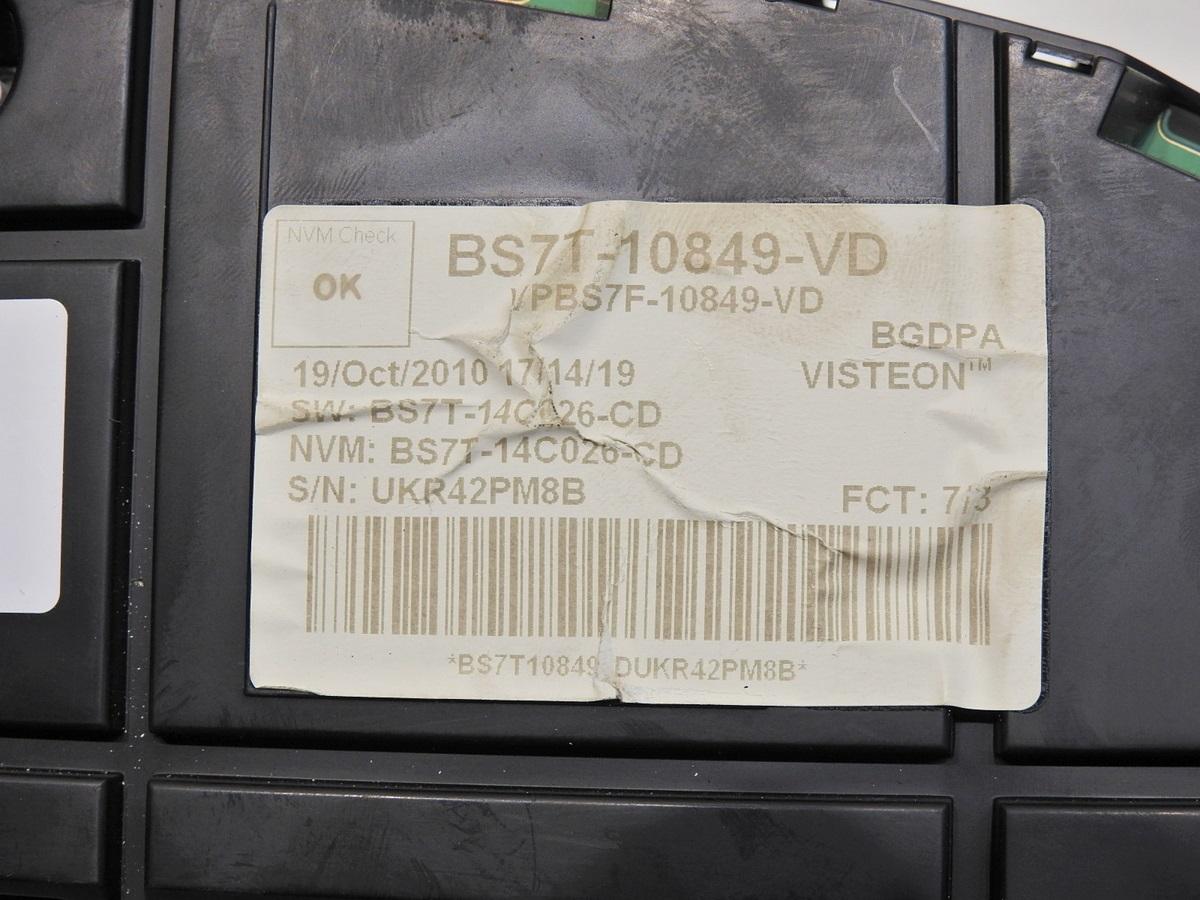 NVM Check
OK
BS7T-10849-VD
VPBS7F-10849-VD
BGDPA
19/Oct/2010 17/14/19
VISTEON™
SW: BS7T-14C026-CD
NVM: BS7T-14C026-CD
S/N: UKR42PM8B
FCT: 7/3
*BS7T10849 DUKR42PM8B*